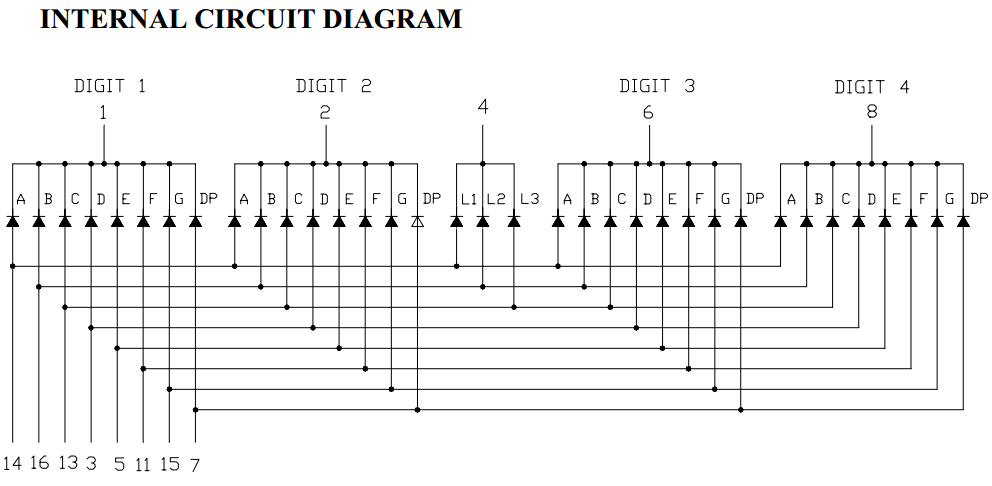 INTERNAL CIRCUIT DIAGRAM
DIGIT 1 DIGIT 2 DIGIT 3 DIGIT 4
1 2 4 6 8
A B C D E F G DP A B C D E F G DP L1 L2 L3 A B C D E F G DP A B C D E F G DP
14 16 13 3 5 11 15 7